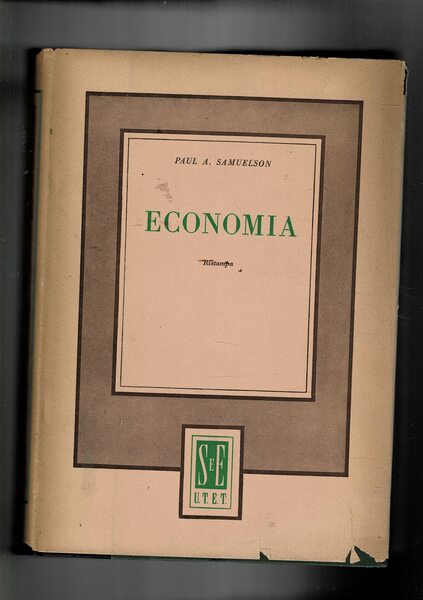 PAUL A. SAMUELSON
ECONOMIA
Ristampa
S E E
U.T.E.T.